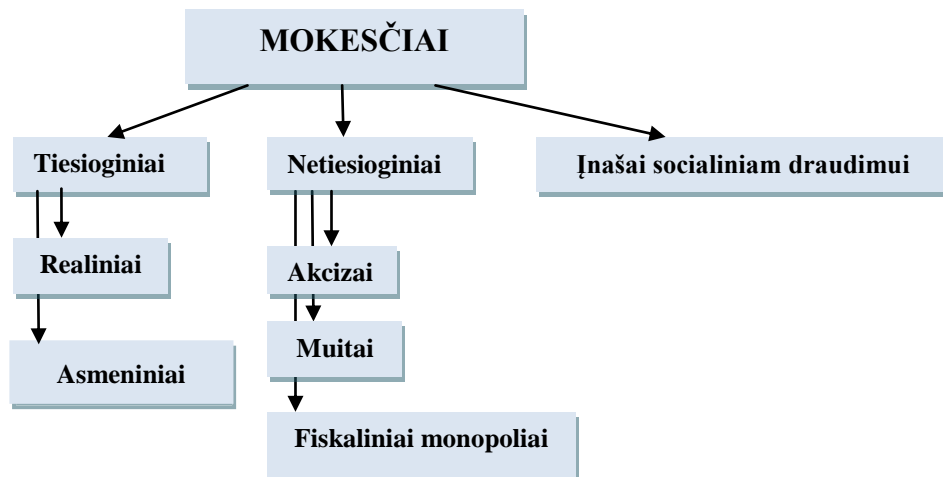 MOKESČIAI
Tiesioginiai
Netiesioginiai
Įnašai socialiniam draudimui
Realiniai
Akcizai
Muitai
Asmeniniai
Fiskaliniai monopoliai